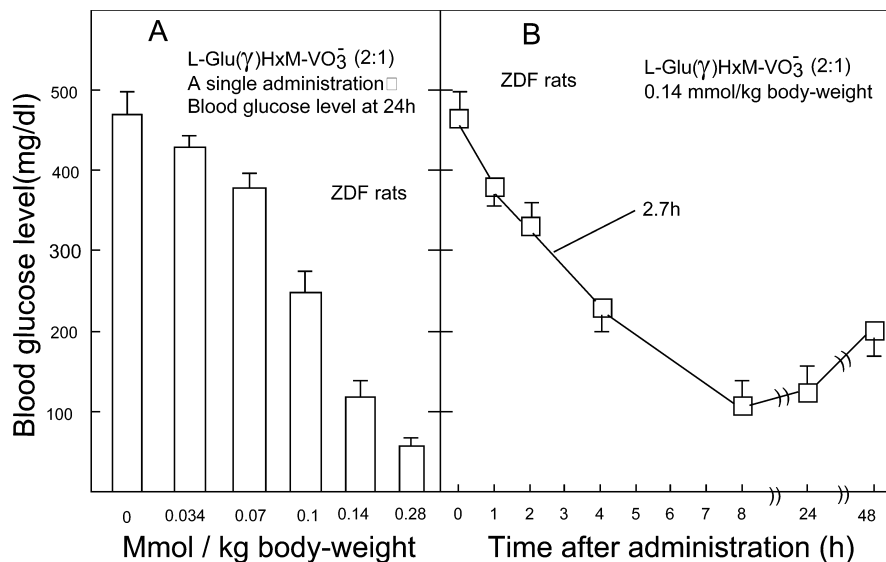 A
L-Glu(γ)HxM-VO₃⁻ (2:1)
A single administration□
Blood glucose level at 24h
ZDF rats
Blood glucose level(mg/dl)
500
400
300
200
100
0 0.034 0.07 0.1 0.14 0.28
Mmol / kg body-weight
B
ZDF rats
L-Glu(γ)HxM-VO₃⁻ (2:1)
0.14 mmol/kg body-weight
2.7h
0 1 2 3 4 5 6 7 8 24 48
Time after administration (h)